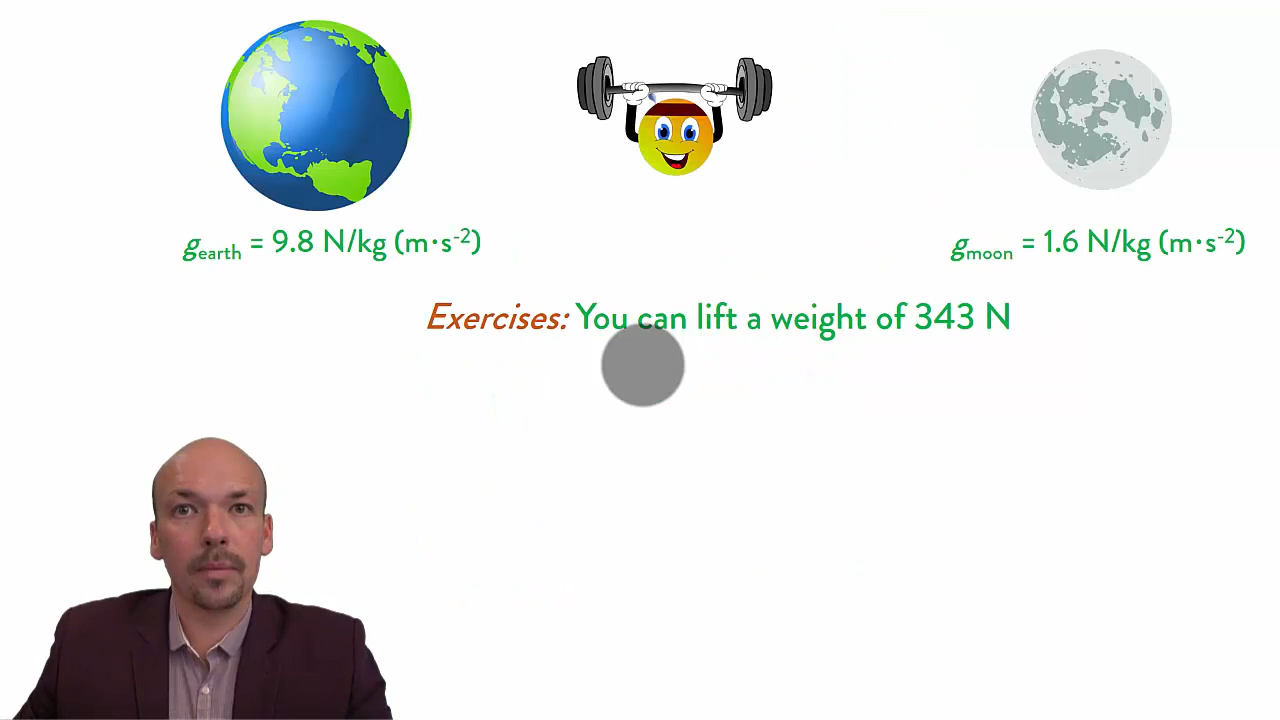 gearth = 9.8 N/kg (m·s-2)
gmoon = 1.6 N/kg (m·s-2)
Exercises: You can lift a weight of 343 N